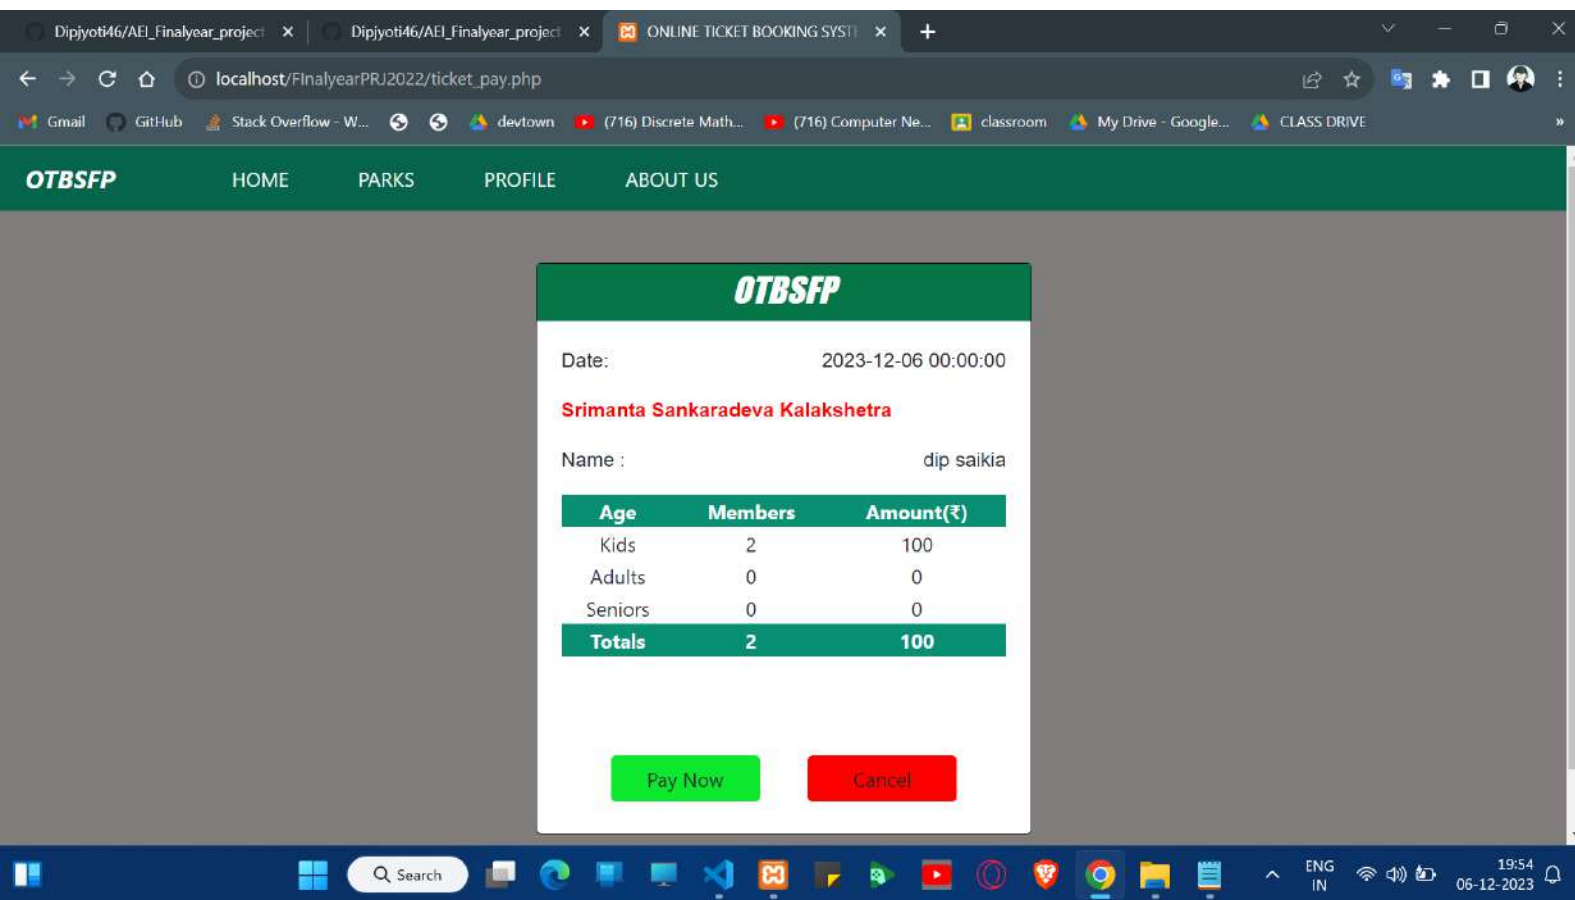 Dipjyoti46/AEI_Finalyear_project
Dipjyoti46/AEI_Finalyear_project
ONLINE TICKET BOOKING SYST
localhost/FInalyearPRJ2022/ticket_pay.php
Gmail GitHub Stack Overflow - W... devtown (716) Discrete Math... (716) Computer Ne... classroom My Drive - Google... CLASS DRIVE »
OTBSFP HOME PARKS PROFILE ABOUT US
OTBSFP
Date: 2023-12-06 00:00:00
Srimanta Sankaradeva Kalakshetra
Name : dip saikia
Age Members Amount(₹)
Kids 2 100
Adults 0 0
Seniors 0 0
Totals 2 100
Pay Now Cancel
Search
ENG
IN
19:54
06-12-2023